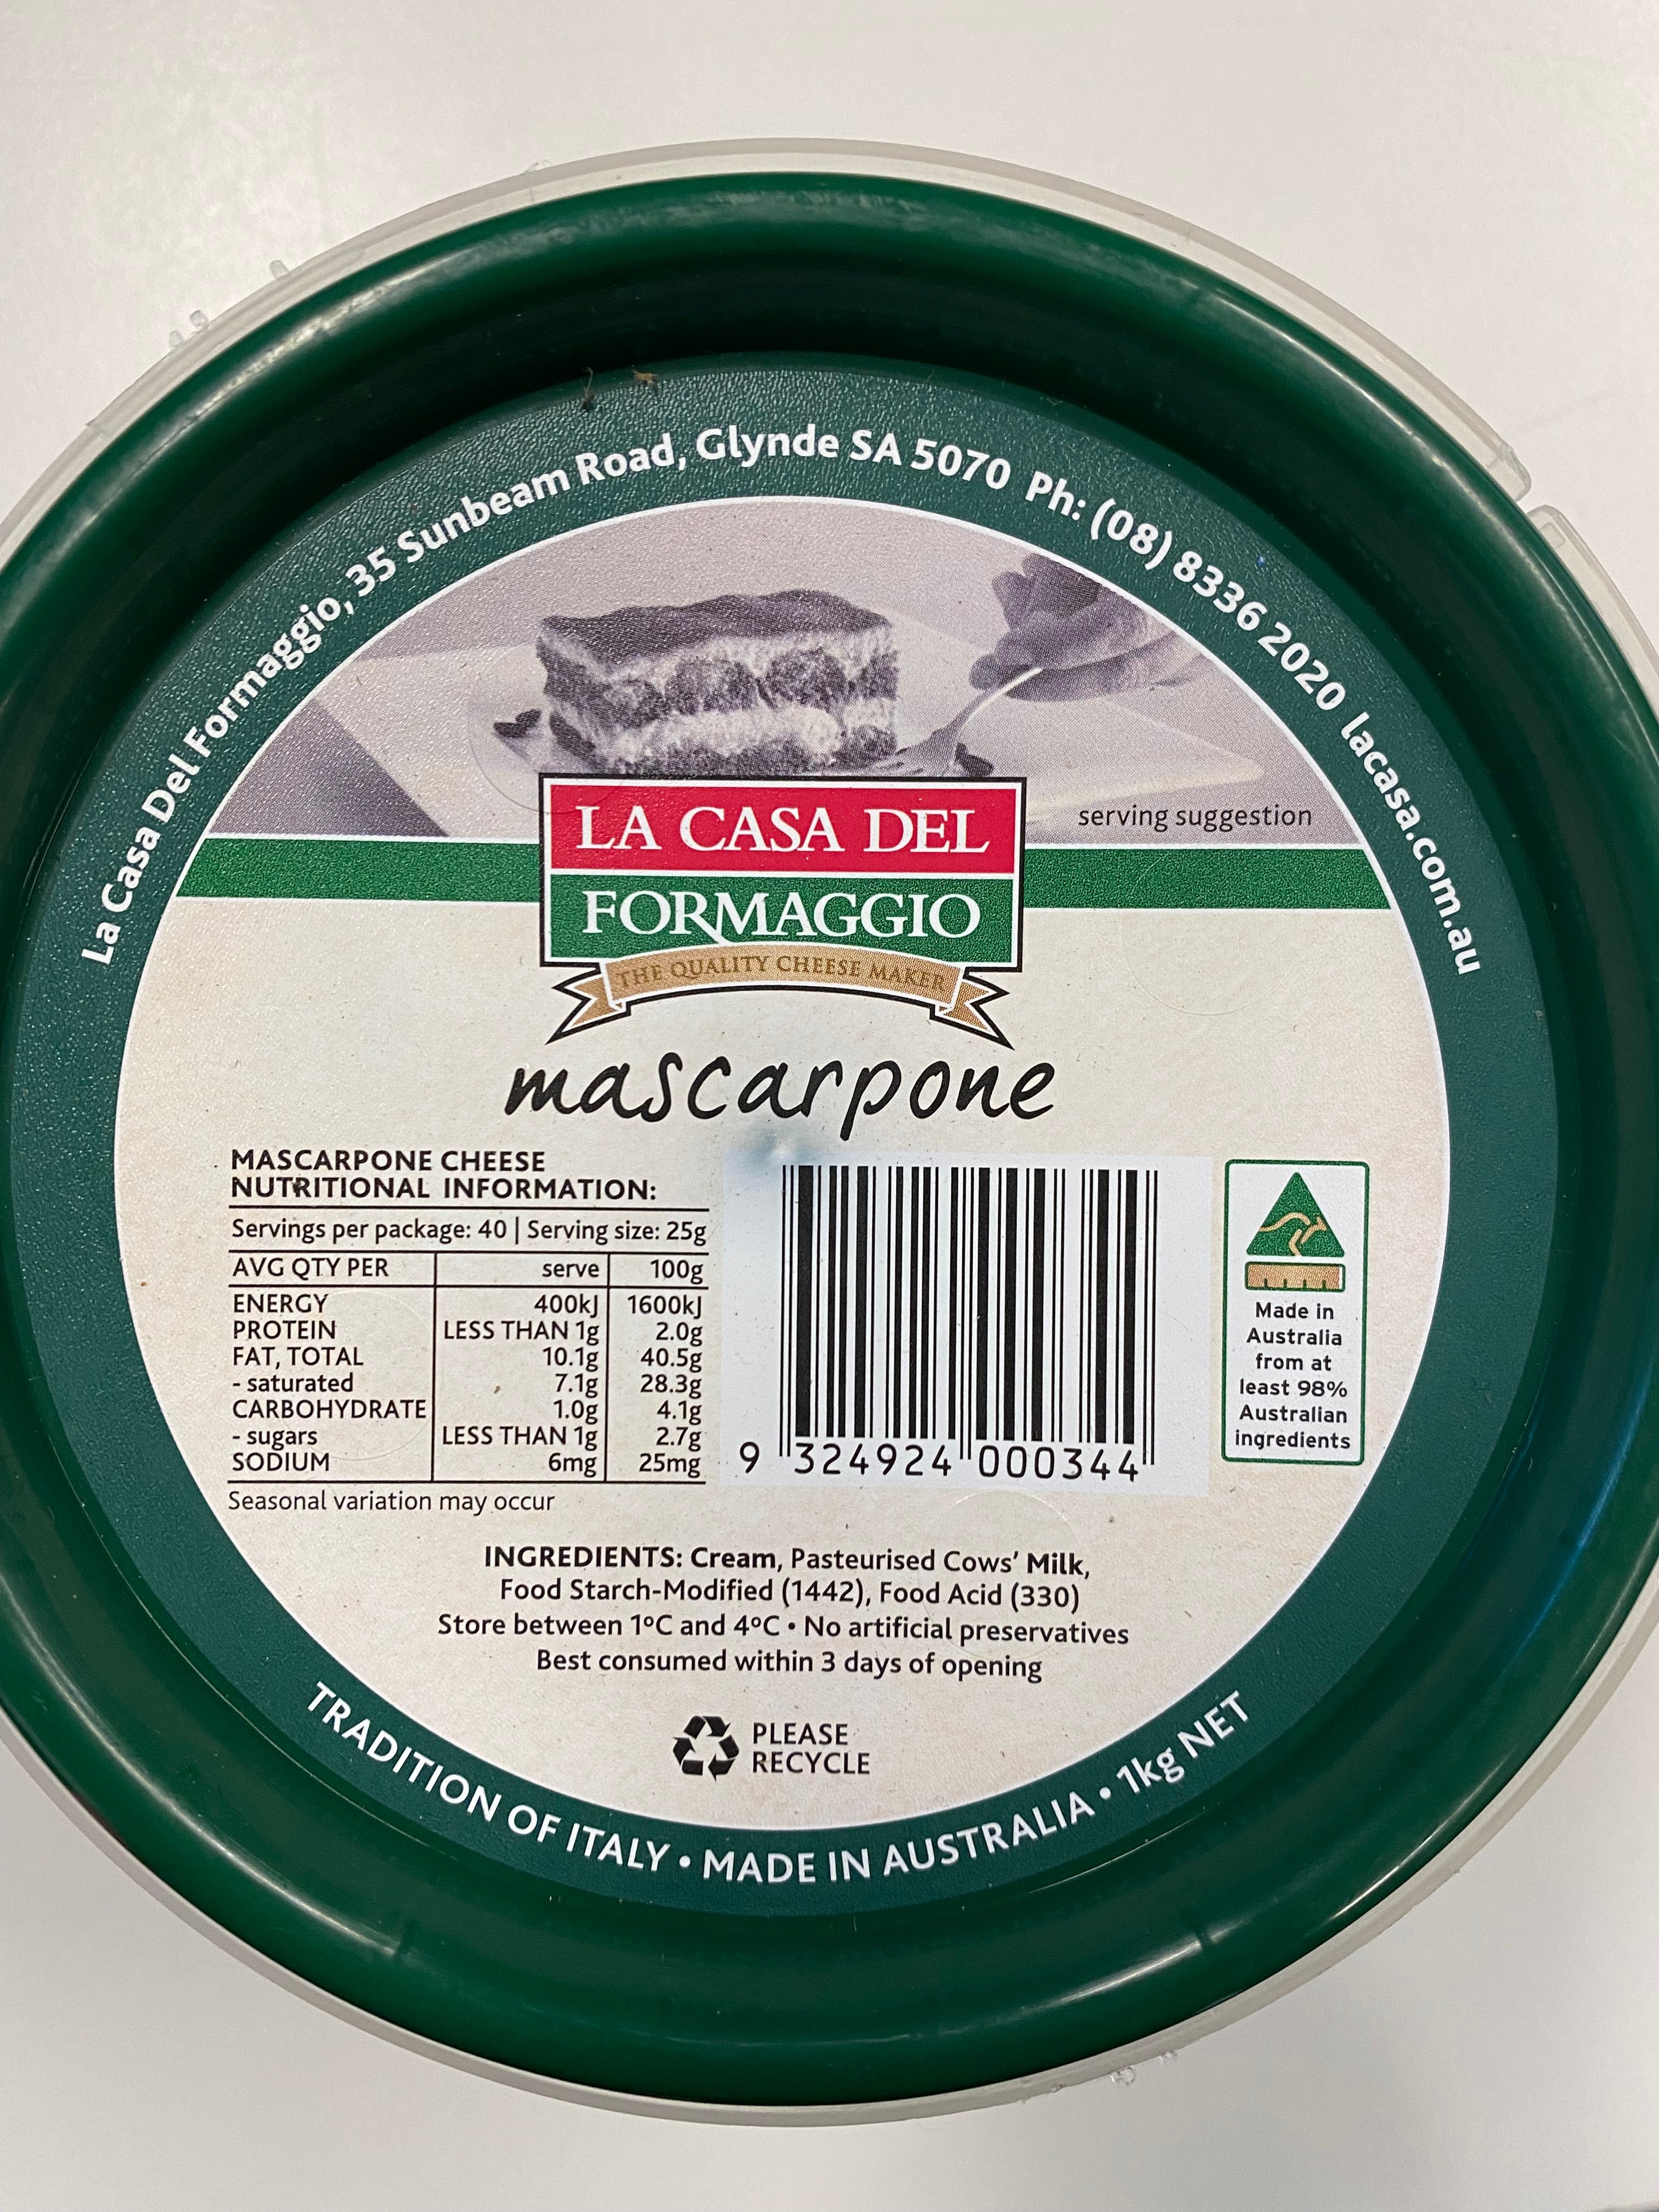 La Casa Del Formaggio, 35 Sunbeam Road, Glynde SA 5070 Ph: (08) 8336 2020 lacasa.com.au
serving suggestion
LA CASA DEL
FORMAGGIO
THE QUALITY CHEESE MAKER
mascarpone
MASCARPONE CHEESE
NUTRITIONAL INFORMATION:
Servings per package: 40 | Serving size: 25g
AVG QTY PER serve 100g
ENERGY 400kJ 1600kJ
PROTEIN LESS THAN 1g 2.0g
FAT, TOTAL 10.1g 40.5g
- saturated 7.1g 28.3g
CARBOHYDRATE 1.0g 4.1g
- sugars LESS THAN 1g 2.7g
SODIUM 6mg 25mg
Seasonal variation may occur
9 324924 000344
Made in
Australia
from at
least 98%
Australian
ingredients
INGREDIENTS: Cream, Pasteurised Cows' Milk,
Food Starch-Modified (1442), Food Acid (330)
Store between 1ºC and 4ºC • No artificial preservatives
Best consumed within 3 days of opening
PLEASE
RECYCLE
TRADITION OF ITALY • MADE IN AUSTRALIA • 1kg NET